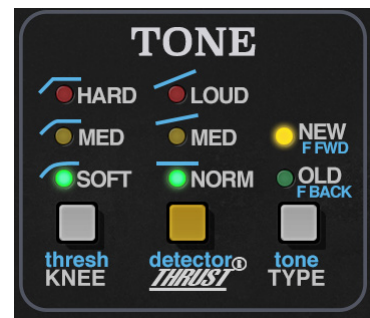 TONE
HARD LOUD
MED MED NEW
F FWD
SOFT NORM OLD
F BACK
thresh detector tone
KNEE THRUST® TYPE